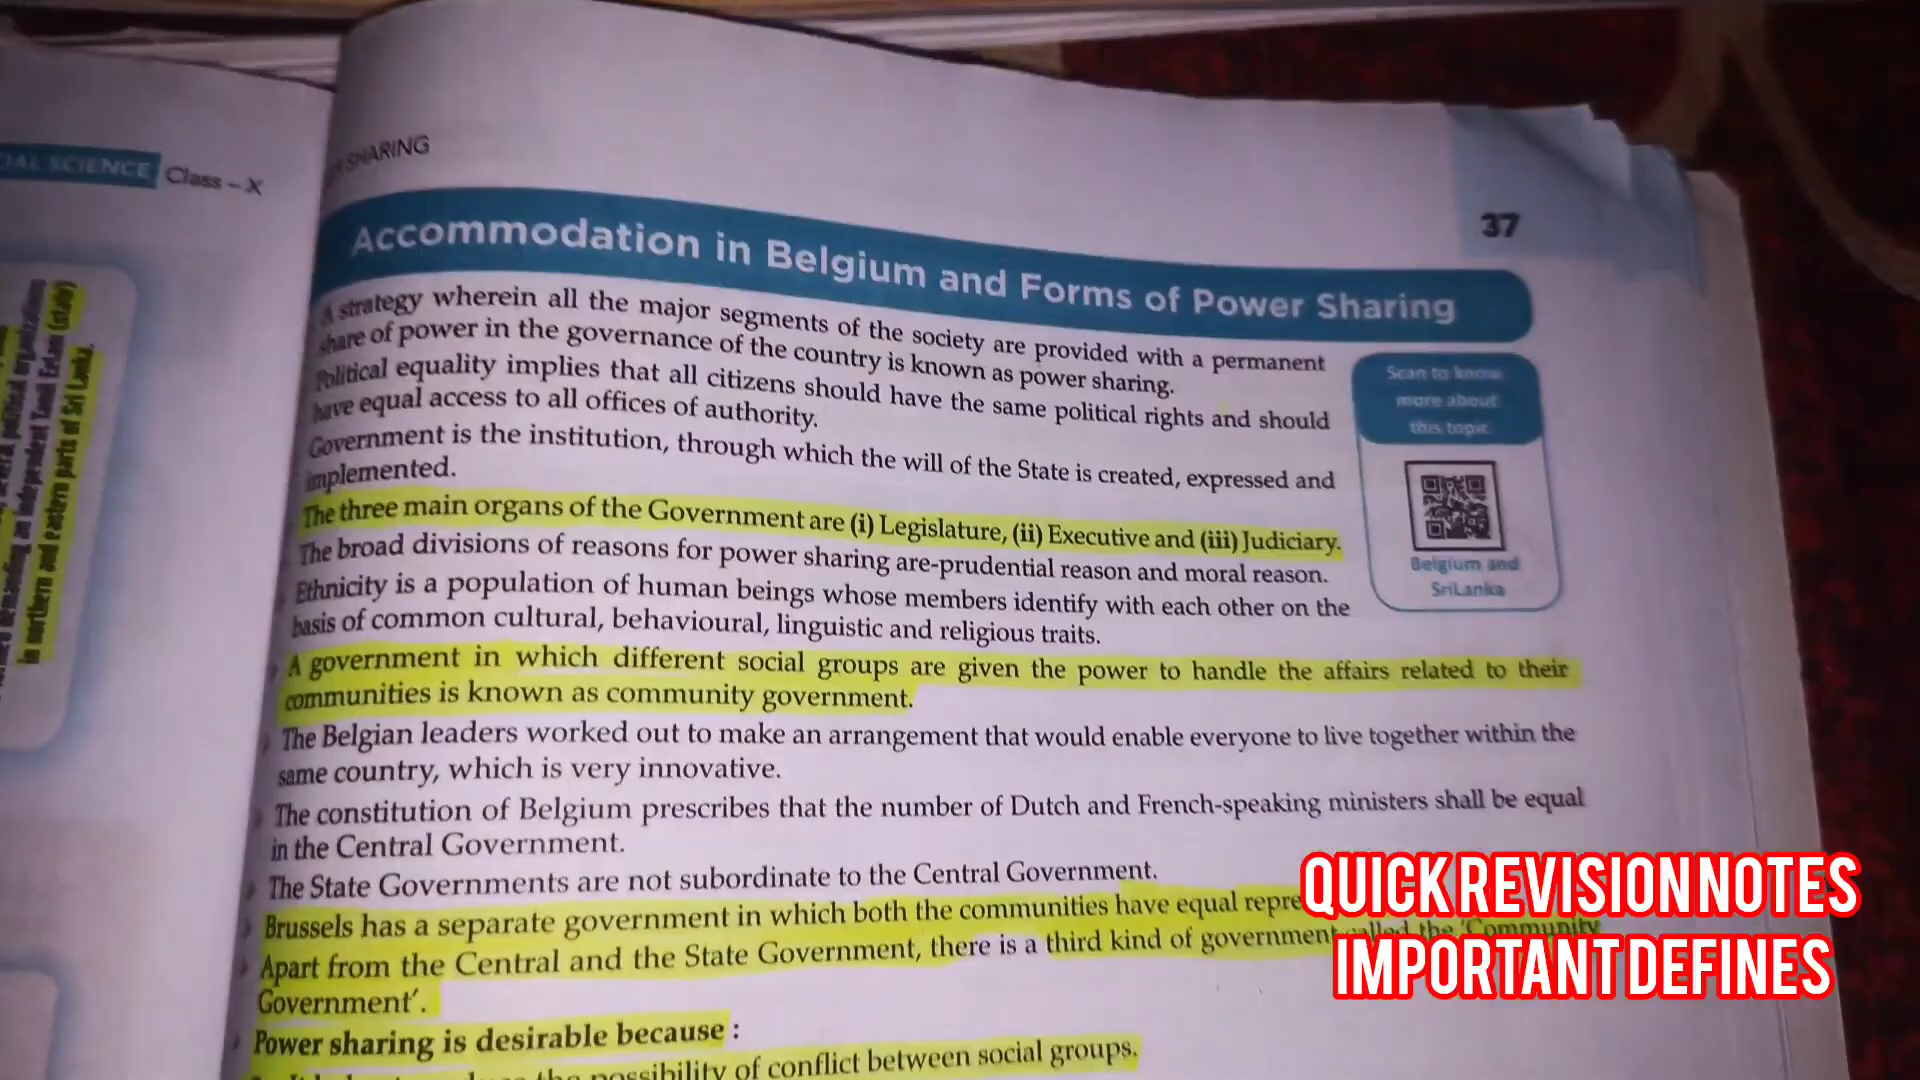 IAL SCIENCE Class – X
in northern and eastern parts of Sri Lanka.
SHARING
37
Accommodation in Belgium and Forms of Power Sharing
A strategy wherein all the major segments of the society are provided with a permanent
share of power in the governance of the country is known as power sharing.
Political equality implies that all citizens should have the same political rights and should
have equal access to all offices of authority.
Government is the institution, through which the will of the State is created, expressed and
implemented.
The three main organs of the Government are (i) Legislature, (ii) Executive and (iii) Judiciary.
The broad divisions of reasons for power sharing are-prudential reason and moral reason.
Ethnicity is a population of human beings whose members identify with each other on the
basis of common cultural, behavioural, linguistic and religious traits.
A government in which different social groups are given the power to handle the affairs related to their
communities is known as community government.
The Belgian leaders worked out to make an arrangement that would enable everyone to live together within the
same country, which is very innovative.
The constitution of Belgium prescribes that the number of Dutch and French-speaking ministers shall be equal
in the Central Government.
The State Governments are not subordinate to the Central Government.
Brussels has a separate government in which both the communities have equal repre
Apart from the Central and the State Government, there is a third kind of government called the 'Community
Government'.
Power sharing is desirable because :
the possibility of conflict between social groups.
Scan to know
more about
this topic
Belgium and
SriLanka
QUICK REVISION NOTES
IMPORTANT DEFINES